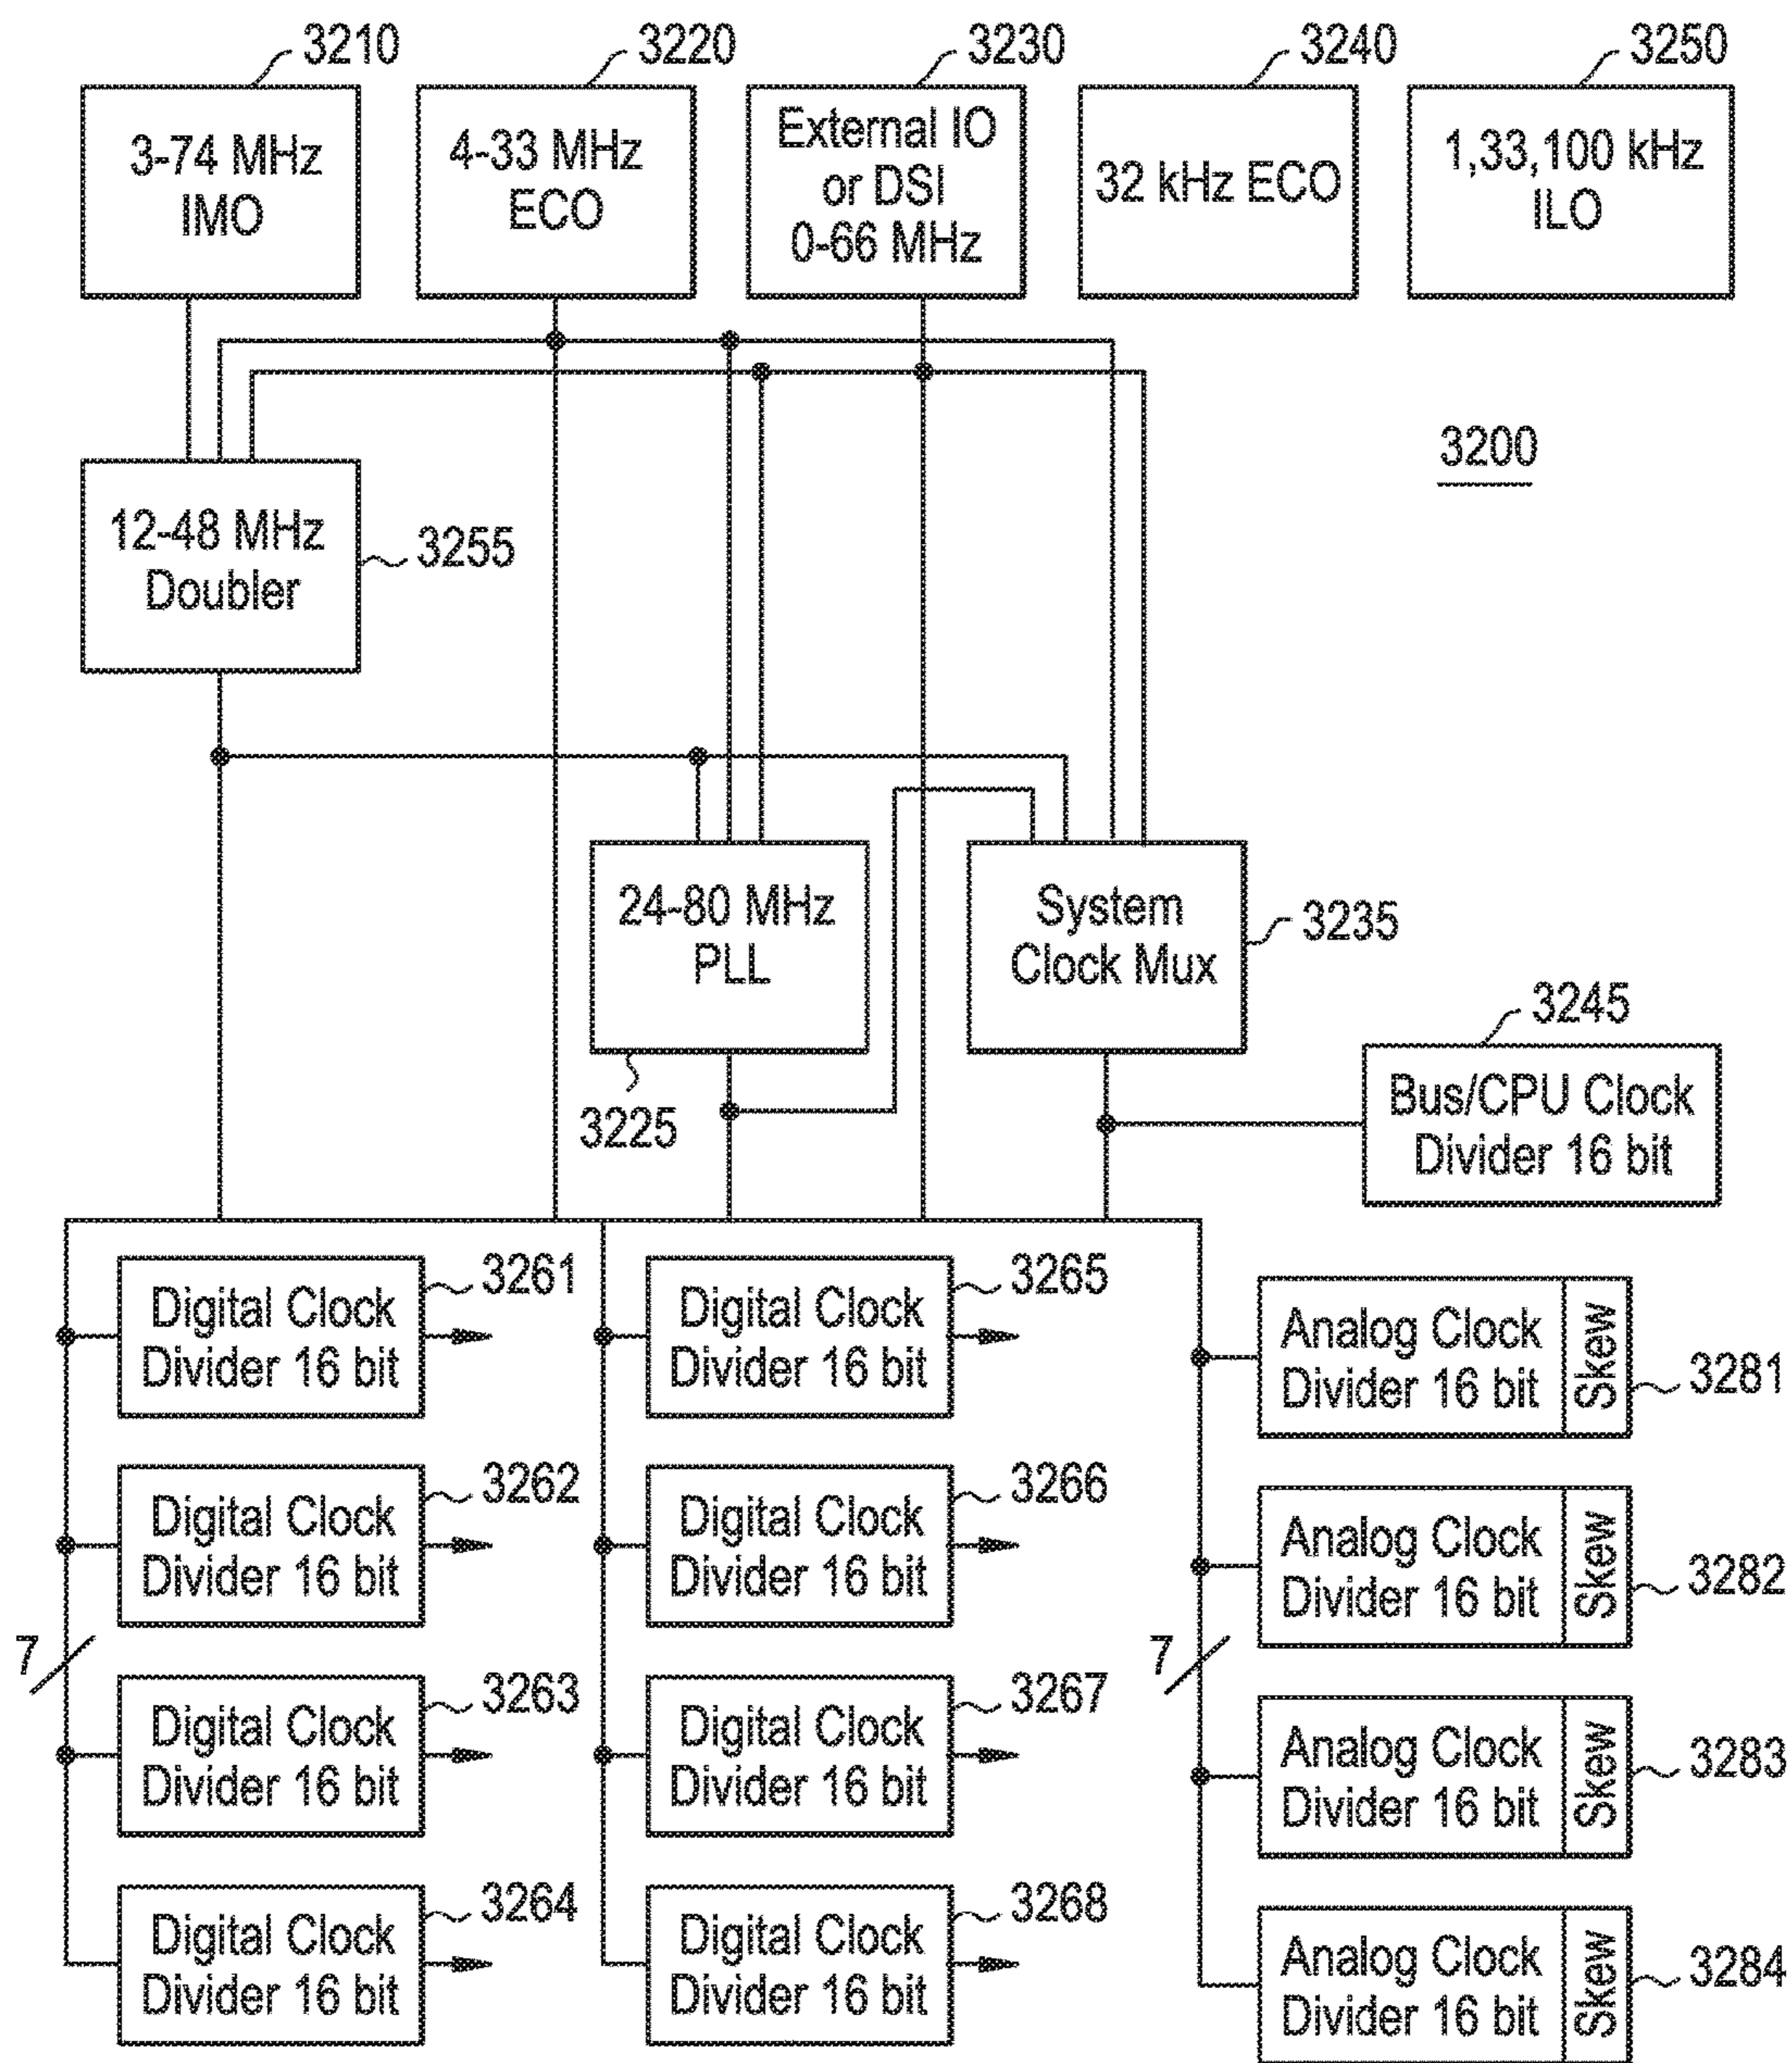 3210
3220
3230
3240
3250
3-74 MHz
IMO
4-33 MHz
ECO
External IO
or DSI
0-66 MHz
32 kHz ECO
1,33,100 kHz
ILO
3200
12-48 MHz
Doubler
3255
24-80 MHz
PLL
3225
System
Clock Mux
3235
3245
Bus/CPU Clock
Divider 16 bit
Digital Clock
Divider 16 bit
3261
Digital Clock
Divider 16 bit
3265
Analog Clock
Divider 16 bit
Skew
3281
Digital Clock
Divider 16 bit
3262
Digital Clock
Divider 16 bit
3266
Analog Clock
Divider 16 bit
Skew
3282
7
7
Digital Clock
Divider 16 bit
3263
Digital Clock
Divider 16 bit
3267
Analog Clock
Divider 16 bit
Skew
3283
Digital Clock
Divider 16 bit
3264
Digital Clock
Divider 16 bit
3268
Analog Clock
Divider 16 bit
Skew
3284